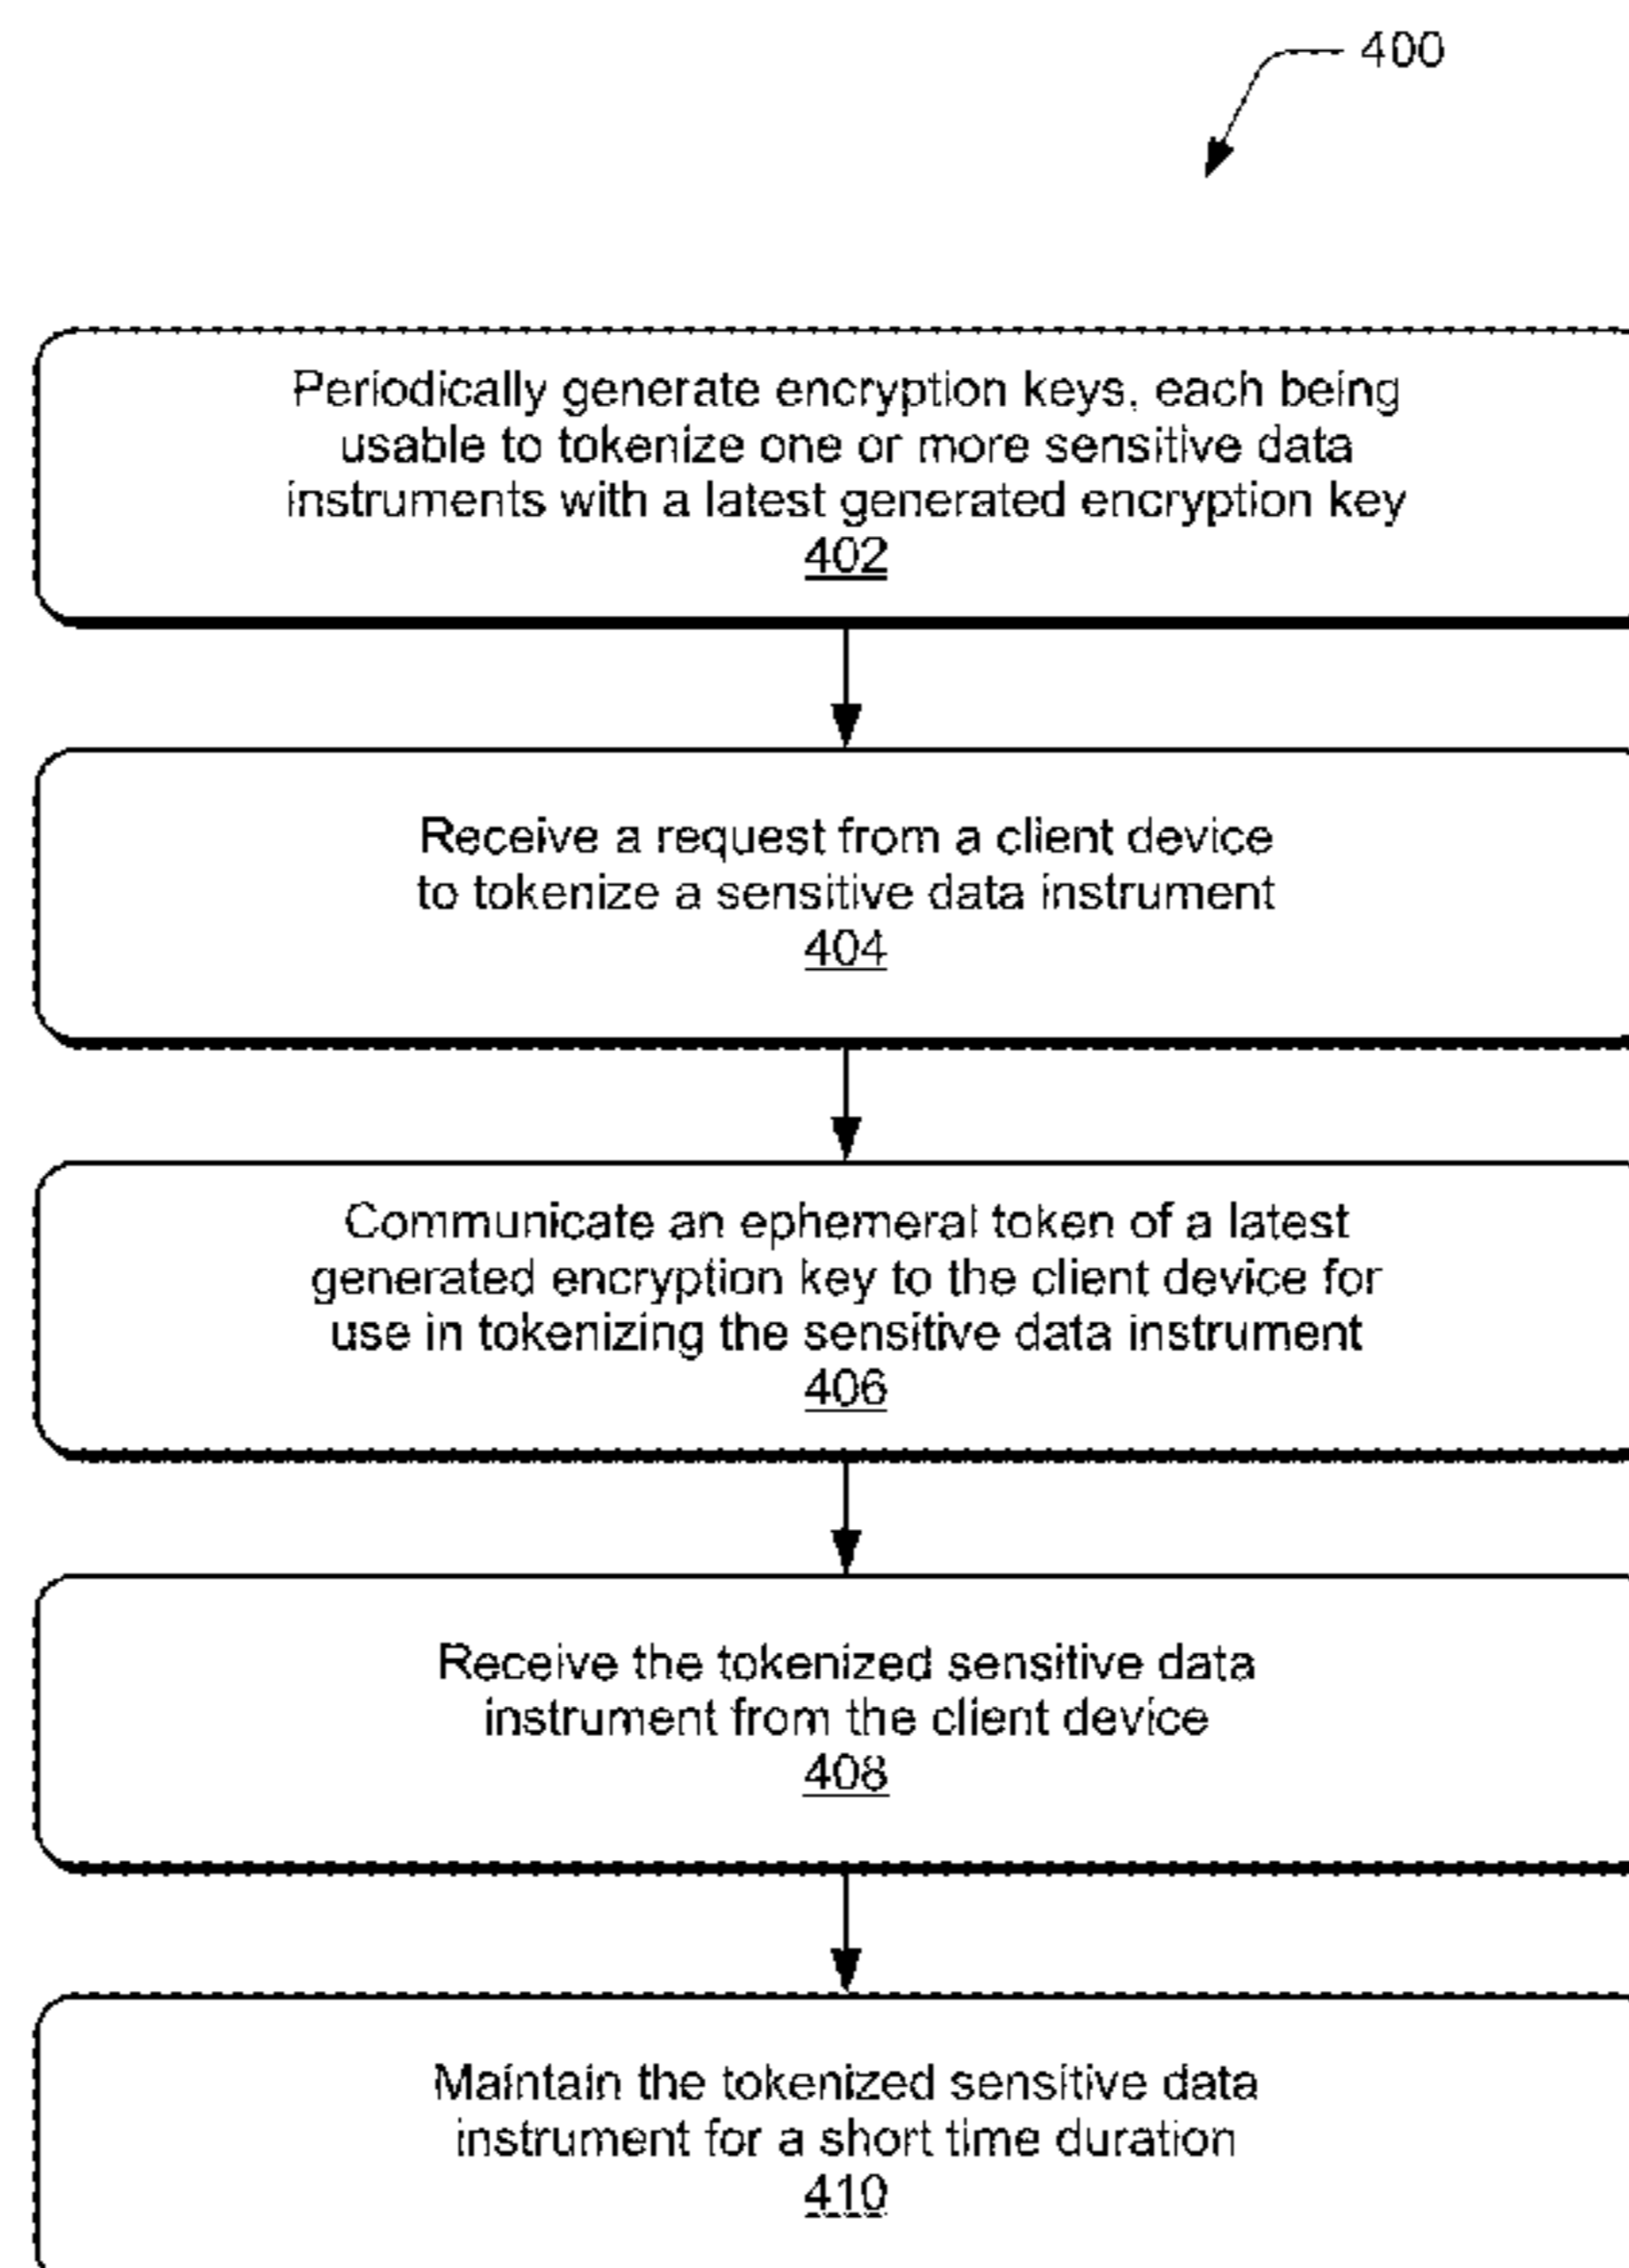 400
Periodically generate encryption keys, each being
usable to tokenize one or more sensitive data
instruments with a latest generated encryption key
402
Receive a request from a client device
to tokenize a sensitive data instrument
404
Communicate an ephemeral token of a latest
generated encryption key to the client device for
use in tokenizing the sensitive data instrument
406
Receive the tokenized sensitive data
instrument from the client device
408
Maintain the tokenized sensitive data
instrument for a short time duration
410